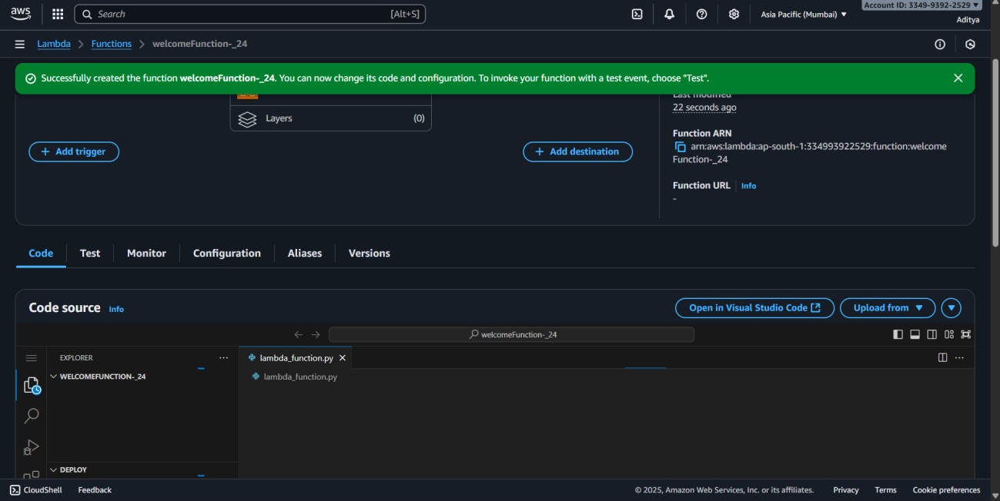 aws
Search
[Alt+S]
Asia Pacific (Mumbai)
Account ID: 3349-9392-2529
Aditya
Lambda
Functions
welcomeFunction-_24
Successfully created the function welcomeFunction-_24. You can now change its code and configuration. To invoke your function with a test event, choose "Test".
Layers
(0)
Add trigger
Add destination
Last modified
22 seconds ago
Function ARN
arn:aws:lambda:ap-south-1:334993922529:function:welcome
Function-_24
Function URL
Info
-
Code
Test
Monitor
Configuration
Aliases
Versions
Code source
Info
Open in Visual Studio Code
Upload from
welcomeFunction-_24
EXPLORER
lambda_function.py
WELCOMEFUNCTION-_24
lambda_function.py
DEPLOY
CloudShell
Feedback
© 2025, Amazon Web Services, Inc. or its affiliates.
Privacy
Terms
Cookie preferences